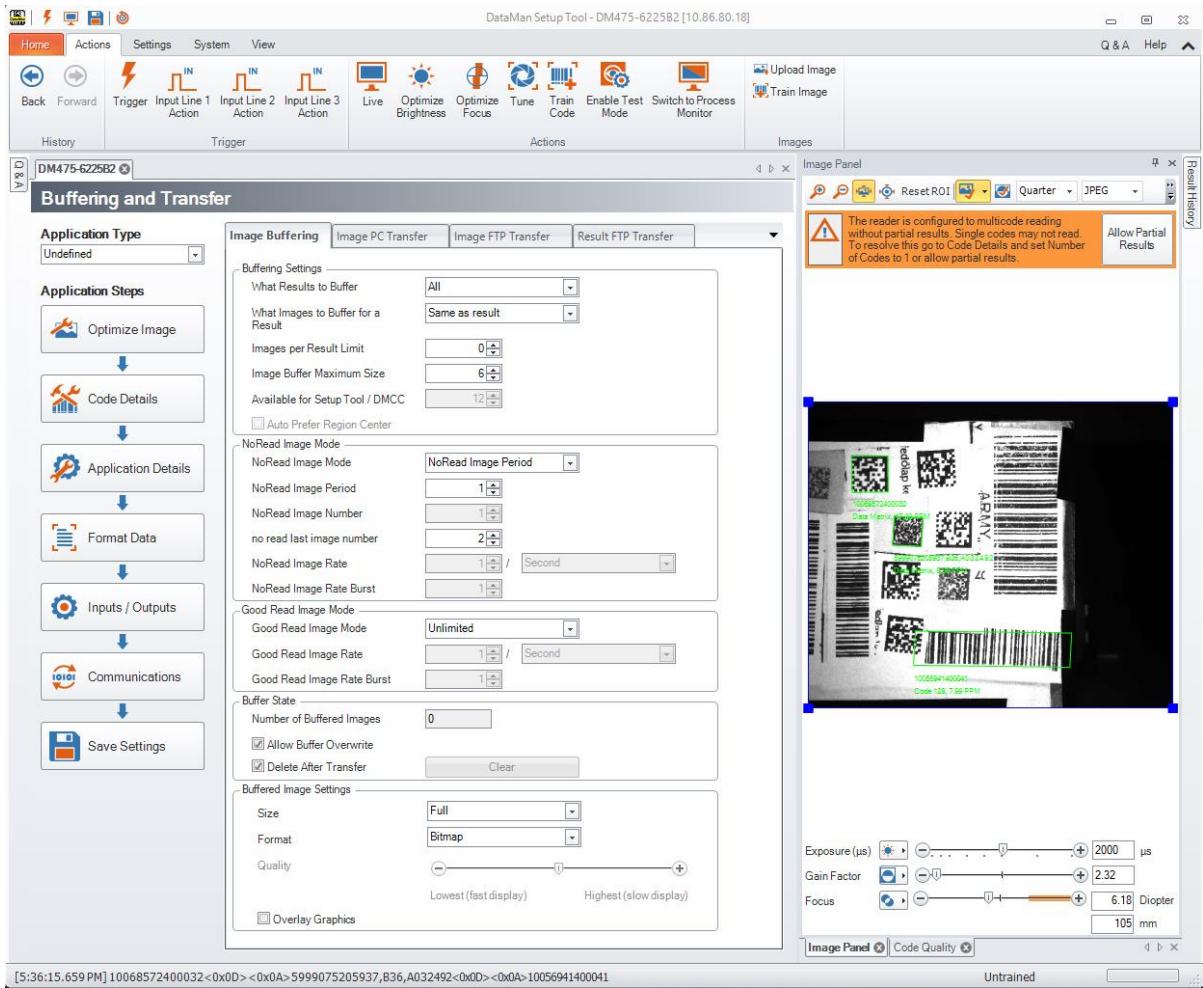 DataMan Setup Tool - DM475-6225B2 [10.86.80.18]
Home Actions Settings System View Q & A Help
Back Forward Trigger Input Line 1 Action Input Line 2 Action Input Line 3 Action Live Optimize Brightness Optimize Focus Tune Train Code Enable Test Mode Switch to Process Monitor
IN IN IN
Upload Image
Train Image
History Trigger Actions Images
Q & A
DM475-6225B2
Buffering and Transfer
Application Type
Undefined
Application Steps
Optimize Image
Code Details
Application Details
Format Data
Inputs / Outputs
Communications
Save Settings
Image Buffering Image PC Transfer Image FTP Transfer Result FTP Transfer
Buffering Settings
What Results to Buffer All
What Images to Buffer for a Result Same as result
Images per Result Limit 0
Image Buffer Maximum Size 6
Available for Setup Tool / DMCC 12
Auto Prefer Region Center
NoRead Image Mode
NoRead Image Mode NoRead Image Period
NoRead Image Period 1
NoRead Image Number 1
no read last image number 2
NoRead Image Rate 1 / Second
NoRead Image Rate Burst 1
Good Read Image Mode
Good Read Image Mode Unlimited
Good Read Image Rate 1 / Second
Good Read Image Rate Burst 1
Buffer State
Number of Buffered Images 0
Allow Buffer Overwrite
Delete After Transfer Clear
Buffered Image Settings
Size Full
Format Bitmap
Quality
Lowest (fast display) Highest (slow display)
Overlay Graphics
Image Panel
Result History
Reset ROI Quarter JPEG
The reader is configured to multicode reading
without partial results. Single codes may not read.
To resolve this go to Code Details and set Number
of Codes to 1 or allow partial results.
Allow Partial Results
10068572400032
ARMY.
10056941400041
Code 128, 7.99 PPM
Exposure (µs) 2000 µs
Gain Factor 2.32
Focus 6.18 Diopter
105 mm
Image Panel Code Quality
[5:36:15.659 PM] 10068572400032<0x0D><0x0A>5999075205937,B36,A032492<0x0D><0x0A>10056941400041
Untrained